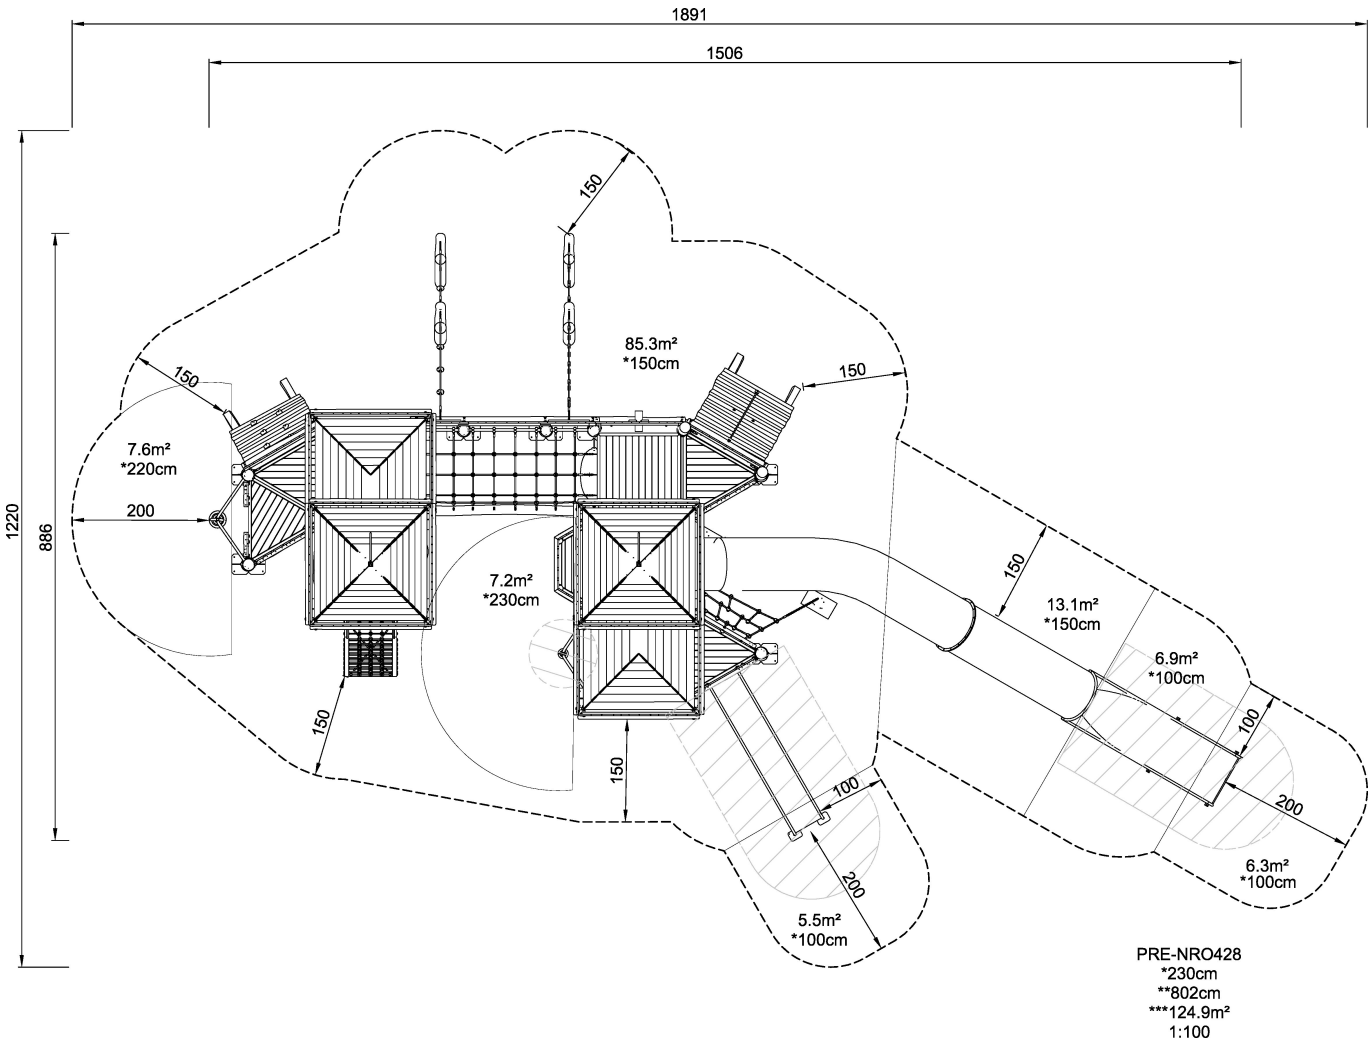 1891
1506
1220
886
150
85.3m²
*150cm
150
150
7.6m²
*220cm
200
7.2m²
*230cm
150
13.1m²
*150cm
6.9m²
*100cm
100
150
150
100
200
200
6.3m²
*100cm
5.5m²
*100cm
PRE-NRO428
*230cm
**802cm
***124.9m²
1:100